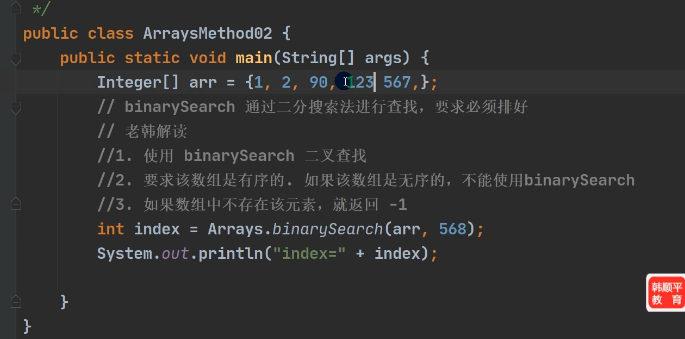 */
public class ArraysMethod02 {
public static void main(String[] args) {
Integer[] arr = {1, 2, 90, 123 567,};
// binarySearch 通过二分搜索法进行查找，要求必须排好
// 老韩解读
//1. 使用 binarySearch 二叉查找
//2. 要求该数组是有序的. 如果该数组是无序的，不能使用binarySearch
//3. 如果数组中不存在该元素，就返回 -1
int index = Arrays.binarySearch(arr, 568);
System.out.println("index=" + index);
}
}
韩顺平
教育